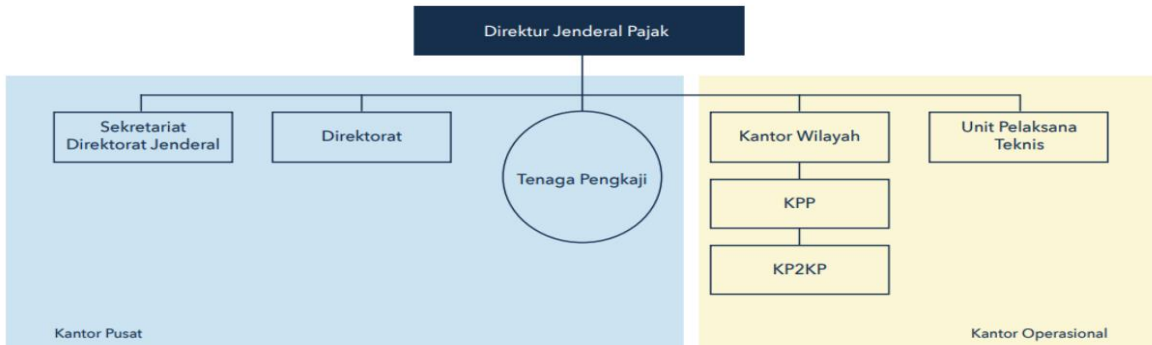 Direktur Jenderal Pajak
Sekretariat
Direktorat Jenderal
Direktorat
Tenaga Pengkaji
Kantor Wilayah
Unit Pelaksana
Teknis
KPP
KP2KP
Kantor Pusat
Kantor Operasional